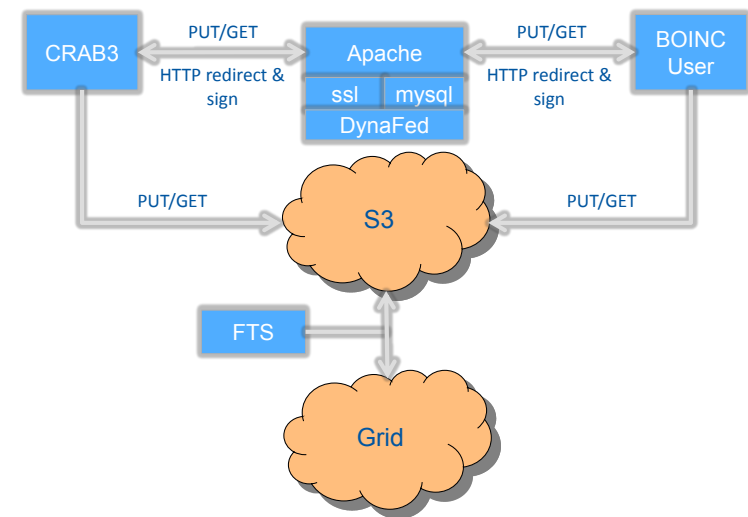 PUT/GET
PUT/GET
CRAB3
Apache
BOINC
User
HTTP redirect &
sign
HTTP redirect &
sign
ssl
mysql
DynaFed
PUT/GET
S3
PUT/GET
FTS
Grid